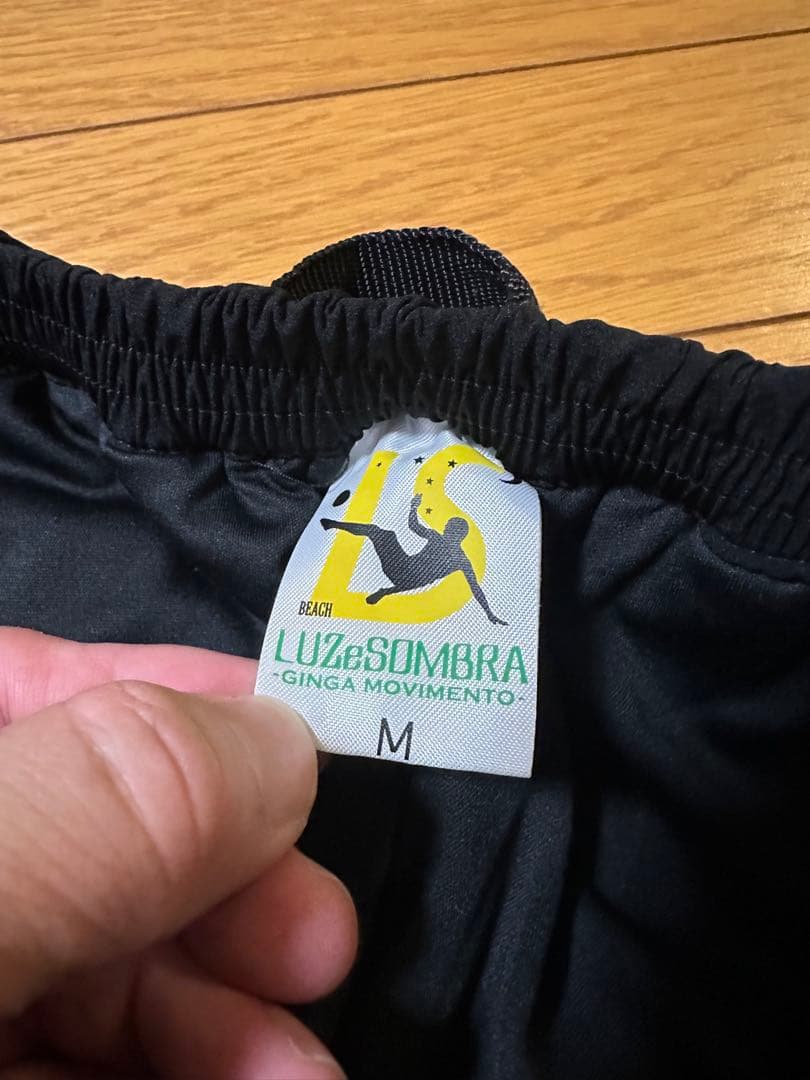 LS
BEACH
LUZeSOMBRA
-GINGA MOVIMENTO-
M